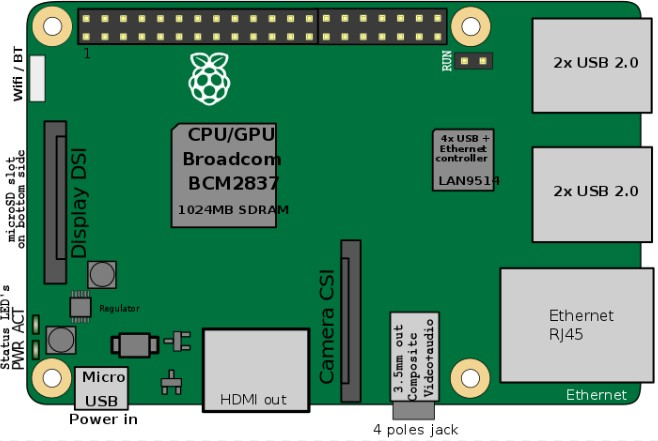 1
RUN
Wifi / BT
2x USB 2.0
CPU/GPU
Broadcom
BCM2837
1024MB SDRAM
4x USB +
Ethernet
controller
LAN9514
Display DSI
microSD slot
on bottom side
2x USB 2.0
Regulator
Status LED's
PWR ACT
Camera CSI
3.5mm out
Composite
Video+audio
Ethernet
RJ45
Micro
USB
HDMI out
Ethernet
Power in
4 poles jack